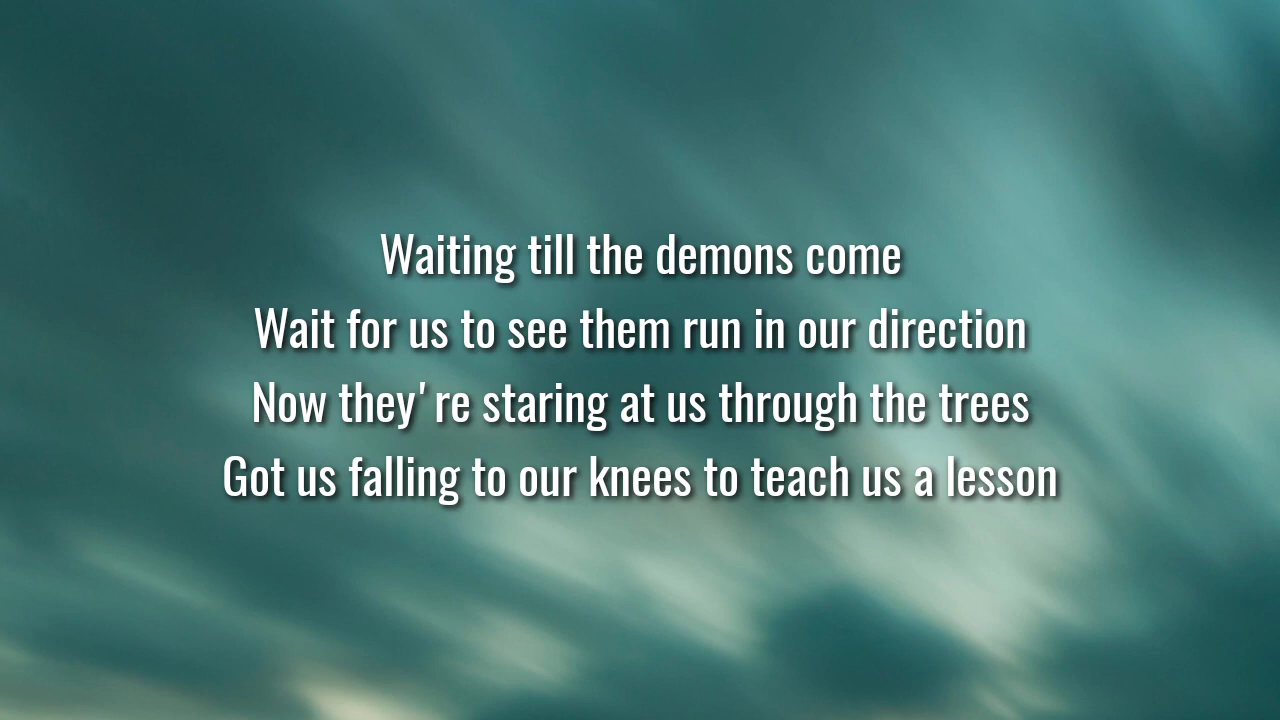 Waiting till the demons come
Wait for us to see them run in our direction
Now they're staring at us through the trees
Got us falling to our knees to teach us a lesson